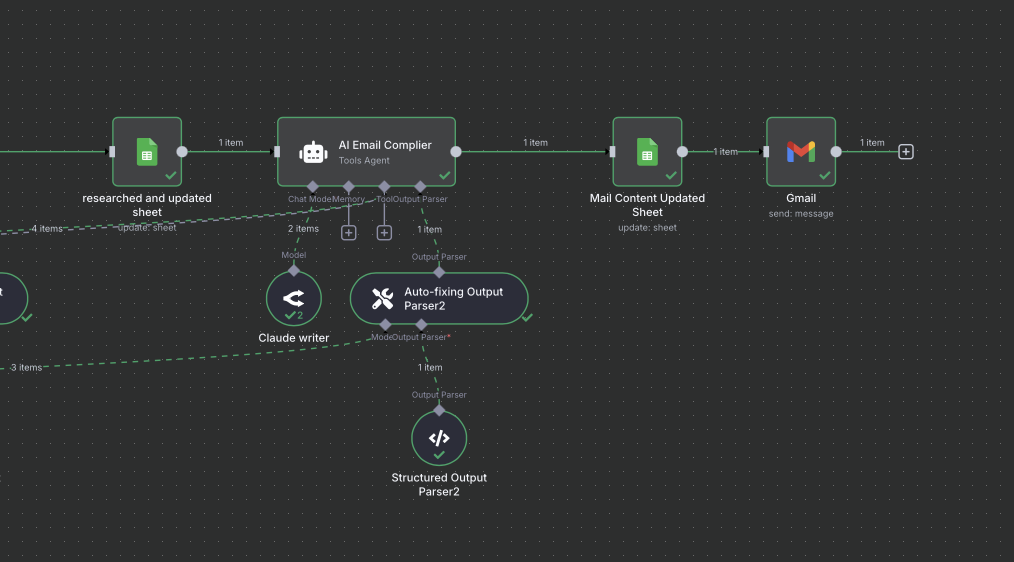 1 item
AI Email Complier
Tools Agent
1 item
1 item
1 item
researched and updated
sheet
update: sheet
Chat Model
Memory
Tool
Output Parser
Mail Content Updated
Sheet
update: sheet
Gmail
send: message
4 items
2 items
1 item
Model
Output Parser
t
Auto-fixing Output
Parser2
2
Claude writer
Model
Output Parser*
3 items
1 item
Output Parser
Structured Output
Parser2